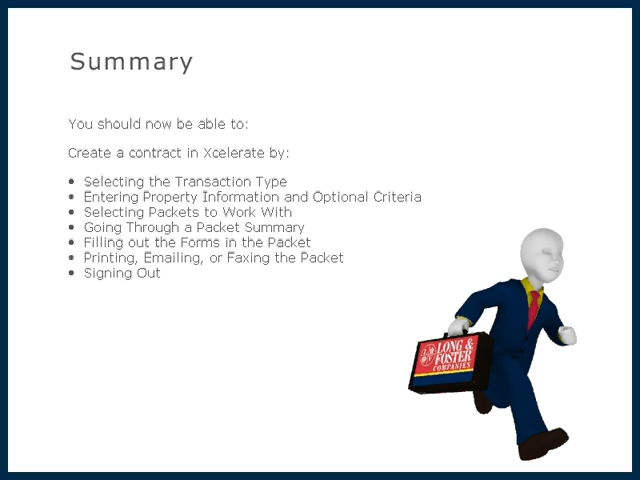 Summary
You should now be able to:
Create a contract in Xcelerate by:
• Selecting the Transaction Type
• Entering Property Information and Optional Criteria
• Selecting Packets to Work With
• Going Through a Packet Summary
• Filling out the Forms in the Packet
• Printing, Emailing, or Faxing the Packet
• Signing Out
LONG &
FOSTER
COMPANIES